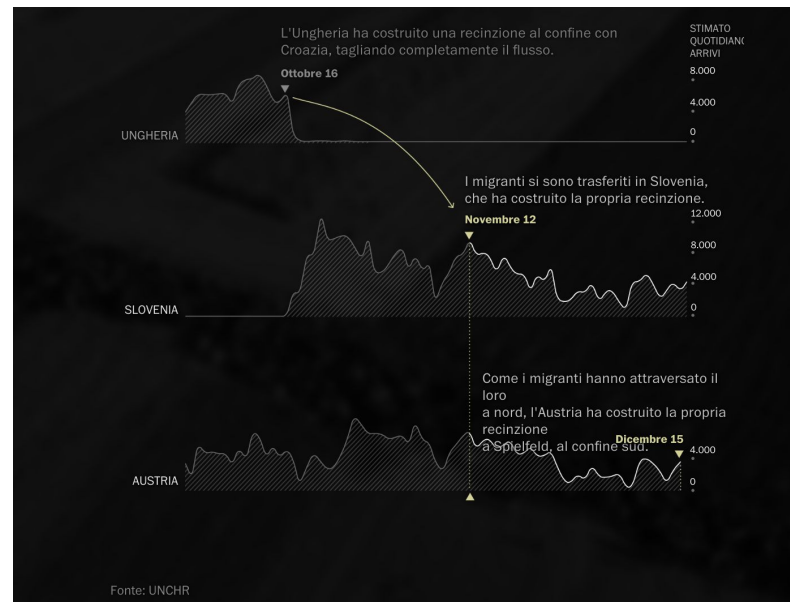 L'Ungheria ha costruito una recinzione al confine con
Croazia, tagliando completamente il flusso.
Ottobre 16
STIMATO
QUOTIDIANO
ARRIVI
8.000
4.000
0
UNGHERIA
I migranti si sono trasferiti in Slovenia,
che ha costruito la propria recinzione.
Novembre 12
12.000
8.000
4.000
0
SLOVENIA
Come i migranti hanno attraversato il
loro
a nord, l'Austria ha costruito la propria
recinzione
a Spielfeld, al confine sud.
Dicembre 15
4.000
0
AUSTRIA
Fonte: UNCHR